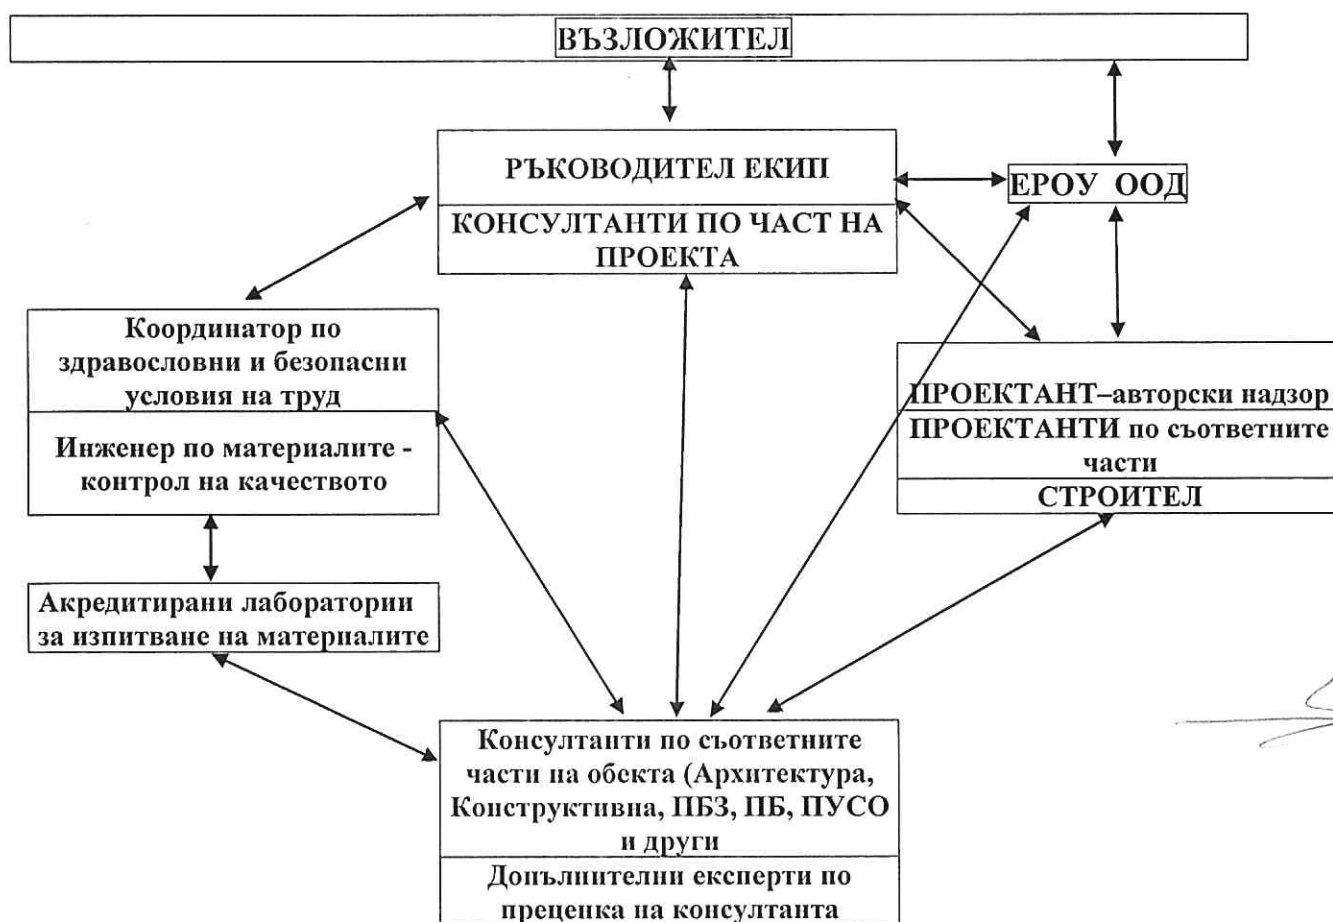 ВЪЗЛОЖИТЕЛ
РЪКОВОДИТЕЛ ЕКИП
КОНСУЛТАНТИ ПО ЧАСТ НА
ПРОЕКТА
ЕРОУ ООД
Координатор по
здравословни и безопасни
условия на труд
Инженер по материалите -
контрол на качеството
ПРОЕКТАНТ–авторски надзор
ПРОЕКТАНТИ по съответните
части
СТРОИТЕЛ
Акредитирани лаборатории
за изпитване на материалите
Консултанти по съответните
части на обекта (Архитектура,
Конструктивна, ПБЗ, ПБ, ПУСО
и други
Допълнителни експерти по
преценка на консултанта